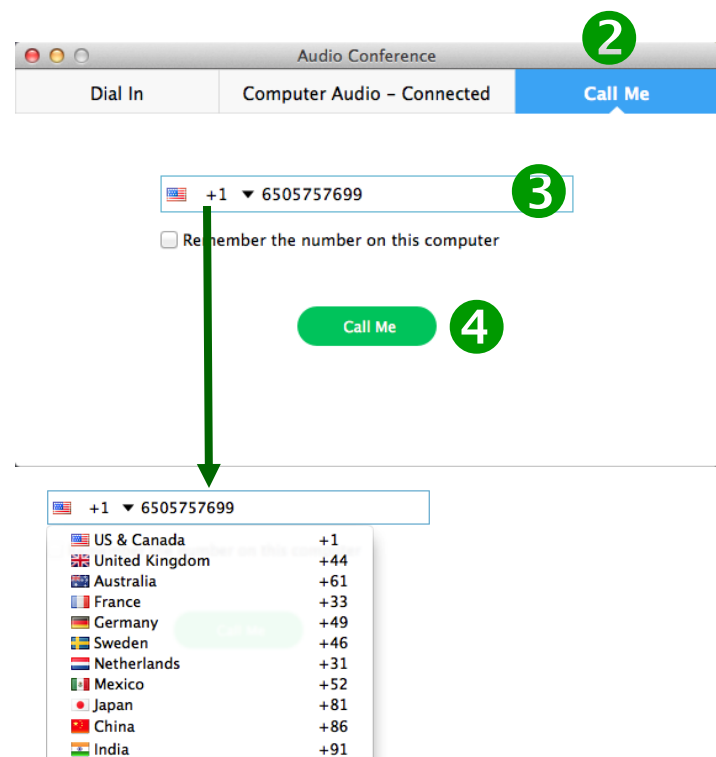 2
Audio Conference
Dial In
Computer Audio – Connected
Call Me
+1 6505757699
3
Remember the number on this computer
Call Me
4
+1 6505757699
US & Canada +1
United Kingdom +44
Australia +61
France +33
Germany +49
Sweden +46
Netherlands +31
Mexico +52
Japan +81
China +86
India +91